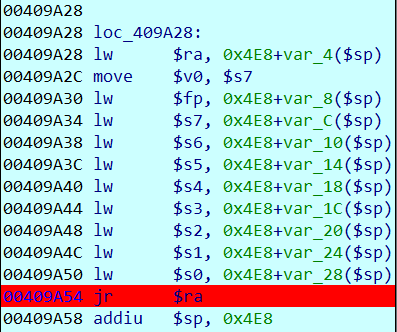 00409A28
00409A28 loc_409A28:
00409A28 lw $ra, 0x4E8+var_4($sp)
00409A2C move $v0, $s7
00409A30 lw $fp, 0x4E8+var_8($sp)
00409A34 lw $s7, 0x4E8+var_C($sp)
00409A38 lw $s6, 0x4E8+var_10($sp)
00409A3C lw $s5, 0x4E8+var_14($sp)
00409A40 lw $s4, 0x4E8+var_18($sp)
00409A44 lw $s3, 0x4E8+var_1C($sp)
00409A48 lw $s2, 0x4E8+var_20($sp)
00409A4C lw $s1, 0x4E8+var_24($sp)
00409A50 lw $s0, 0x4E8+var_28($sp)
00409A54 jr $ra
00409A58 addiu $sp, 0x4E8